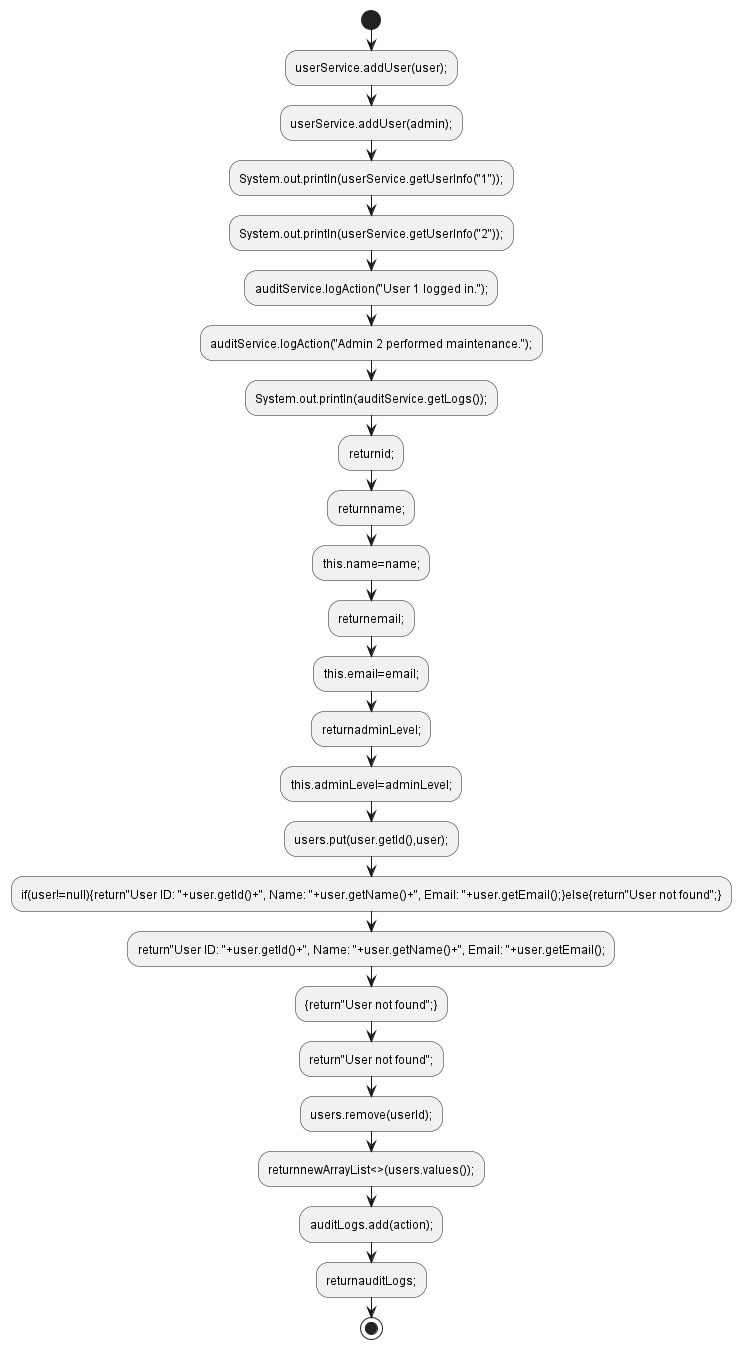 userService.addUser(user);
userService.addUser(admin);
System.out.println(userService.getUserInfo("1"));
System.out.println(userService.getUserInfo("2"));
auditService.logAction("User 1 logged in.");
auditService.logAction("Admin 2 performed maintenance.");
System.out.println(auditService.getLogs());
returnid;
returnname;
this.name=name;
returnemail;
this.email=email;
returnadminLevel;
this.adminLevel=adminLevel;
users.put(user.getId(),user);
if(user!=null){return"User ID: "+user.getId()+", Name: "+user.getName()+", Email: "+user.getEmail();}else{return"User not found";}
return"User ID: "+user.getId()+", Name: "+user.getName()+", Email: "+user.getEmail();
{return"User not found";}
return"User not found";
users.remove(userId);
returnnewArrayList<>(users.values());
auditLogs.add(action);
returnauditLogs;